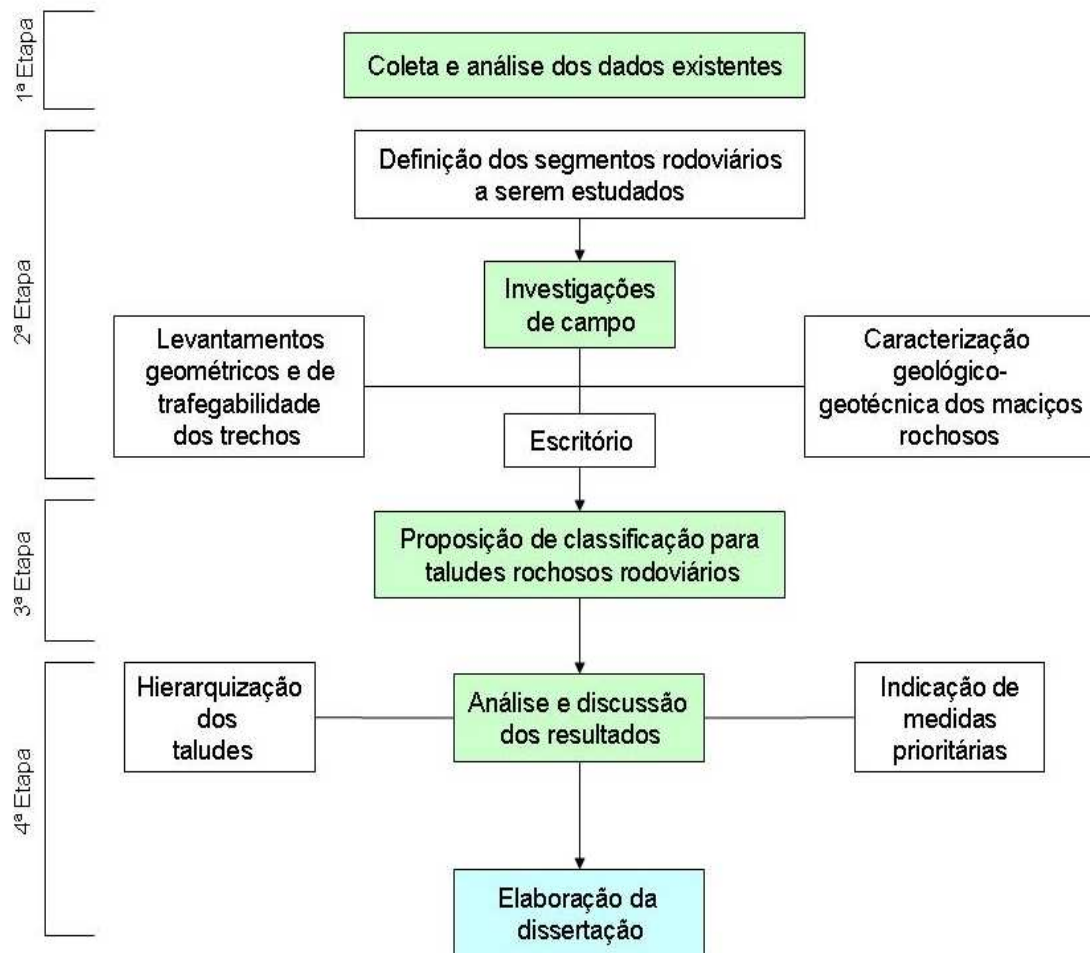 1ª Etapa
Coleta e análise dos dados existentes
2ª Etapa
Definição dos segmentos rodoviários
a serem estudados
Investigações
de campo
Levantamentos
geométricos e de
trafegabilidade
dos trechos
Caracterização
geológico-
geotécnica dos maciços
rochosos
Escritório
3ª Etapa
Proposição de classificação para
taludes rochosos rodoviários
4ª Etapa
Hierarquização
dos
taludes
Análise e discussão
dos resultados
Indicação de
medidas
prioritárias
Elaboração da
dissertação